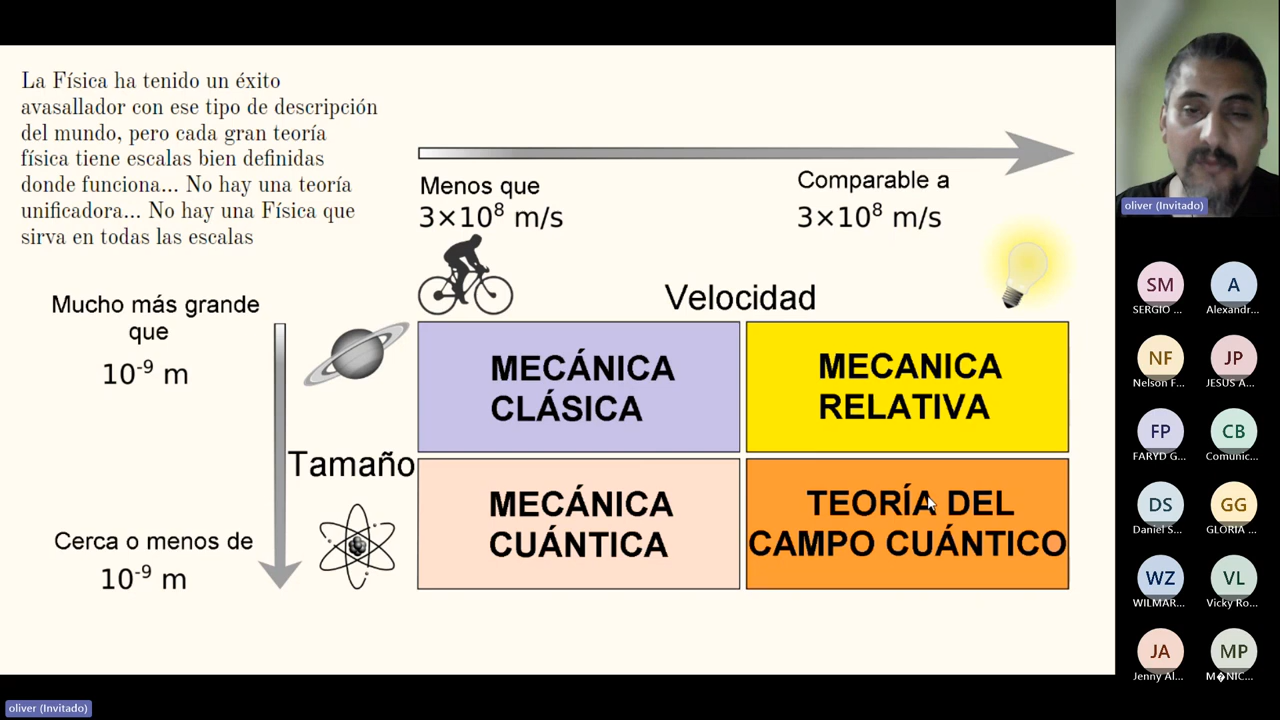 La Física ha tenido un éxito
avasallador con ese tipo de descripción
del mundo, pero cada gran teoría
física tiene escalas bien definidas
donde funciona... No hay una teoría
unificadora... No hay una Física que
sirva en todas las escalas
Menos que
3×10⁸ m/s
Comparable a
3×10⁸ m/s
Velocidad
Mucho más grande
que
10⁻⁹ m
Tamaño
Cerca o menos de
10⁻⁹ m
MECÁNICA
CLÁSICA
MECANICA
RELATIVA
MECÁNICA
CUÁNTICA
TEORÍA DEL
CAMPO CUÁNTICO
oliver (Invitado)
SM
SERGIO ...
A
Alexandr...
NF
Nelson F...
JP
JESUS A...
FP
FARYD G...
CB
Comunic...
DS
Daniel S...
GG
GLORIA ...
WZ
WILMAR...
VL
Vicky Ro...
JA
Jenny Al...
MP
M�NIC...
oliver (Invitado)